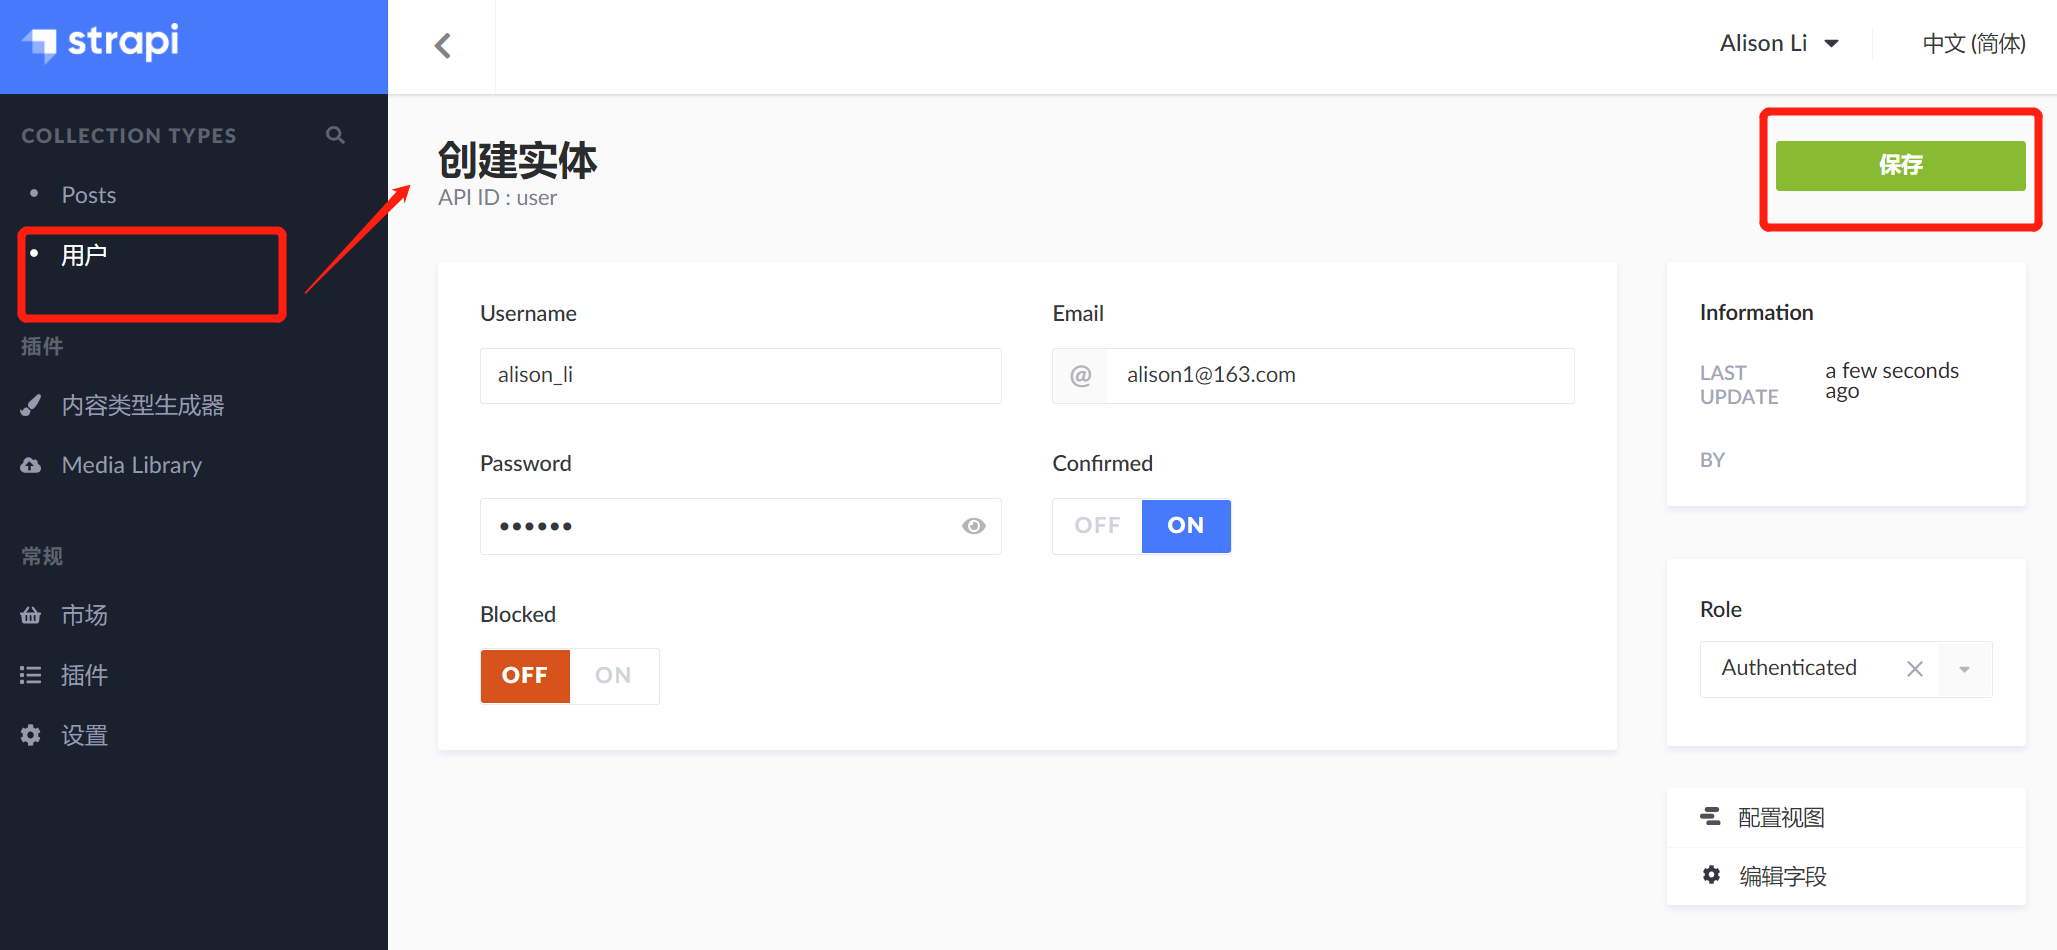 strapi
Alison Li
中文 (简体)
COLLECTION TYPES
Posts
用户
插件
内容类型生成器
Media Library
常规
市场
插件
设置
创建实体
API ID : user
保存
Username
alison_li
Email
@ alison1@163.com
Password
••••••
Confirmed
OFF ON
Blocked
OFF ON
Information
LAST UPDATE
a few seconds ago
BY
Role
Authenticated
配置视图
编辑字段